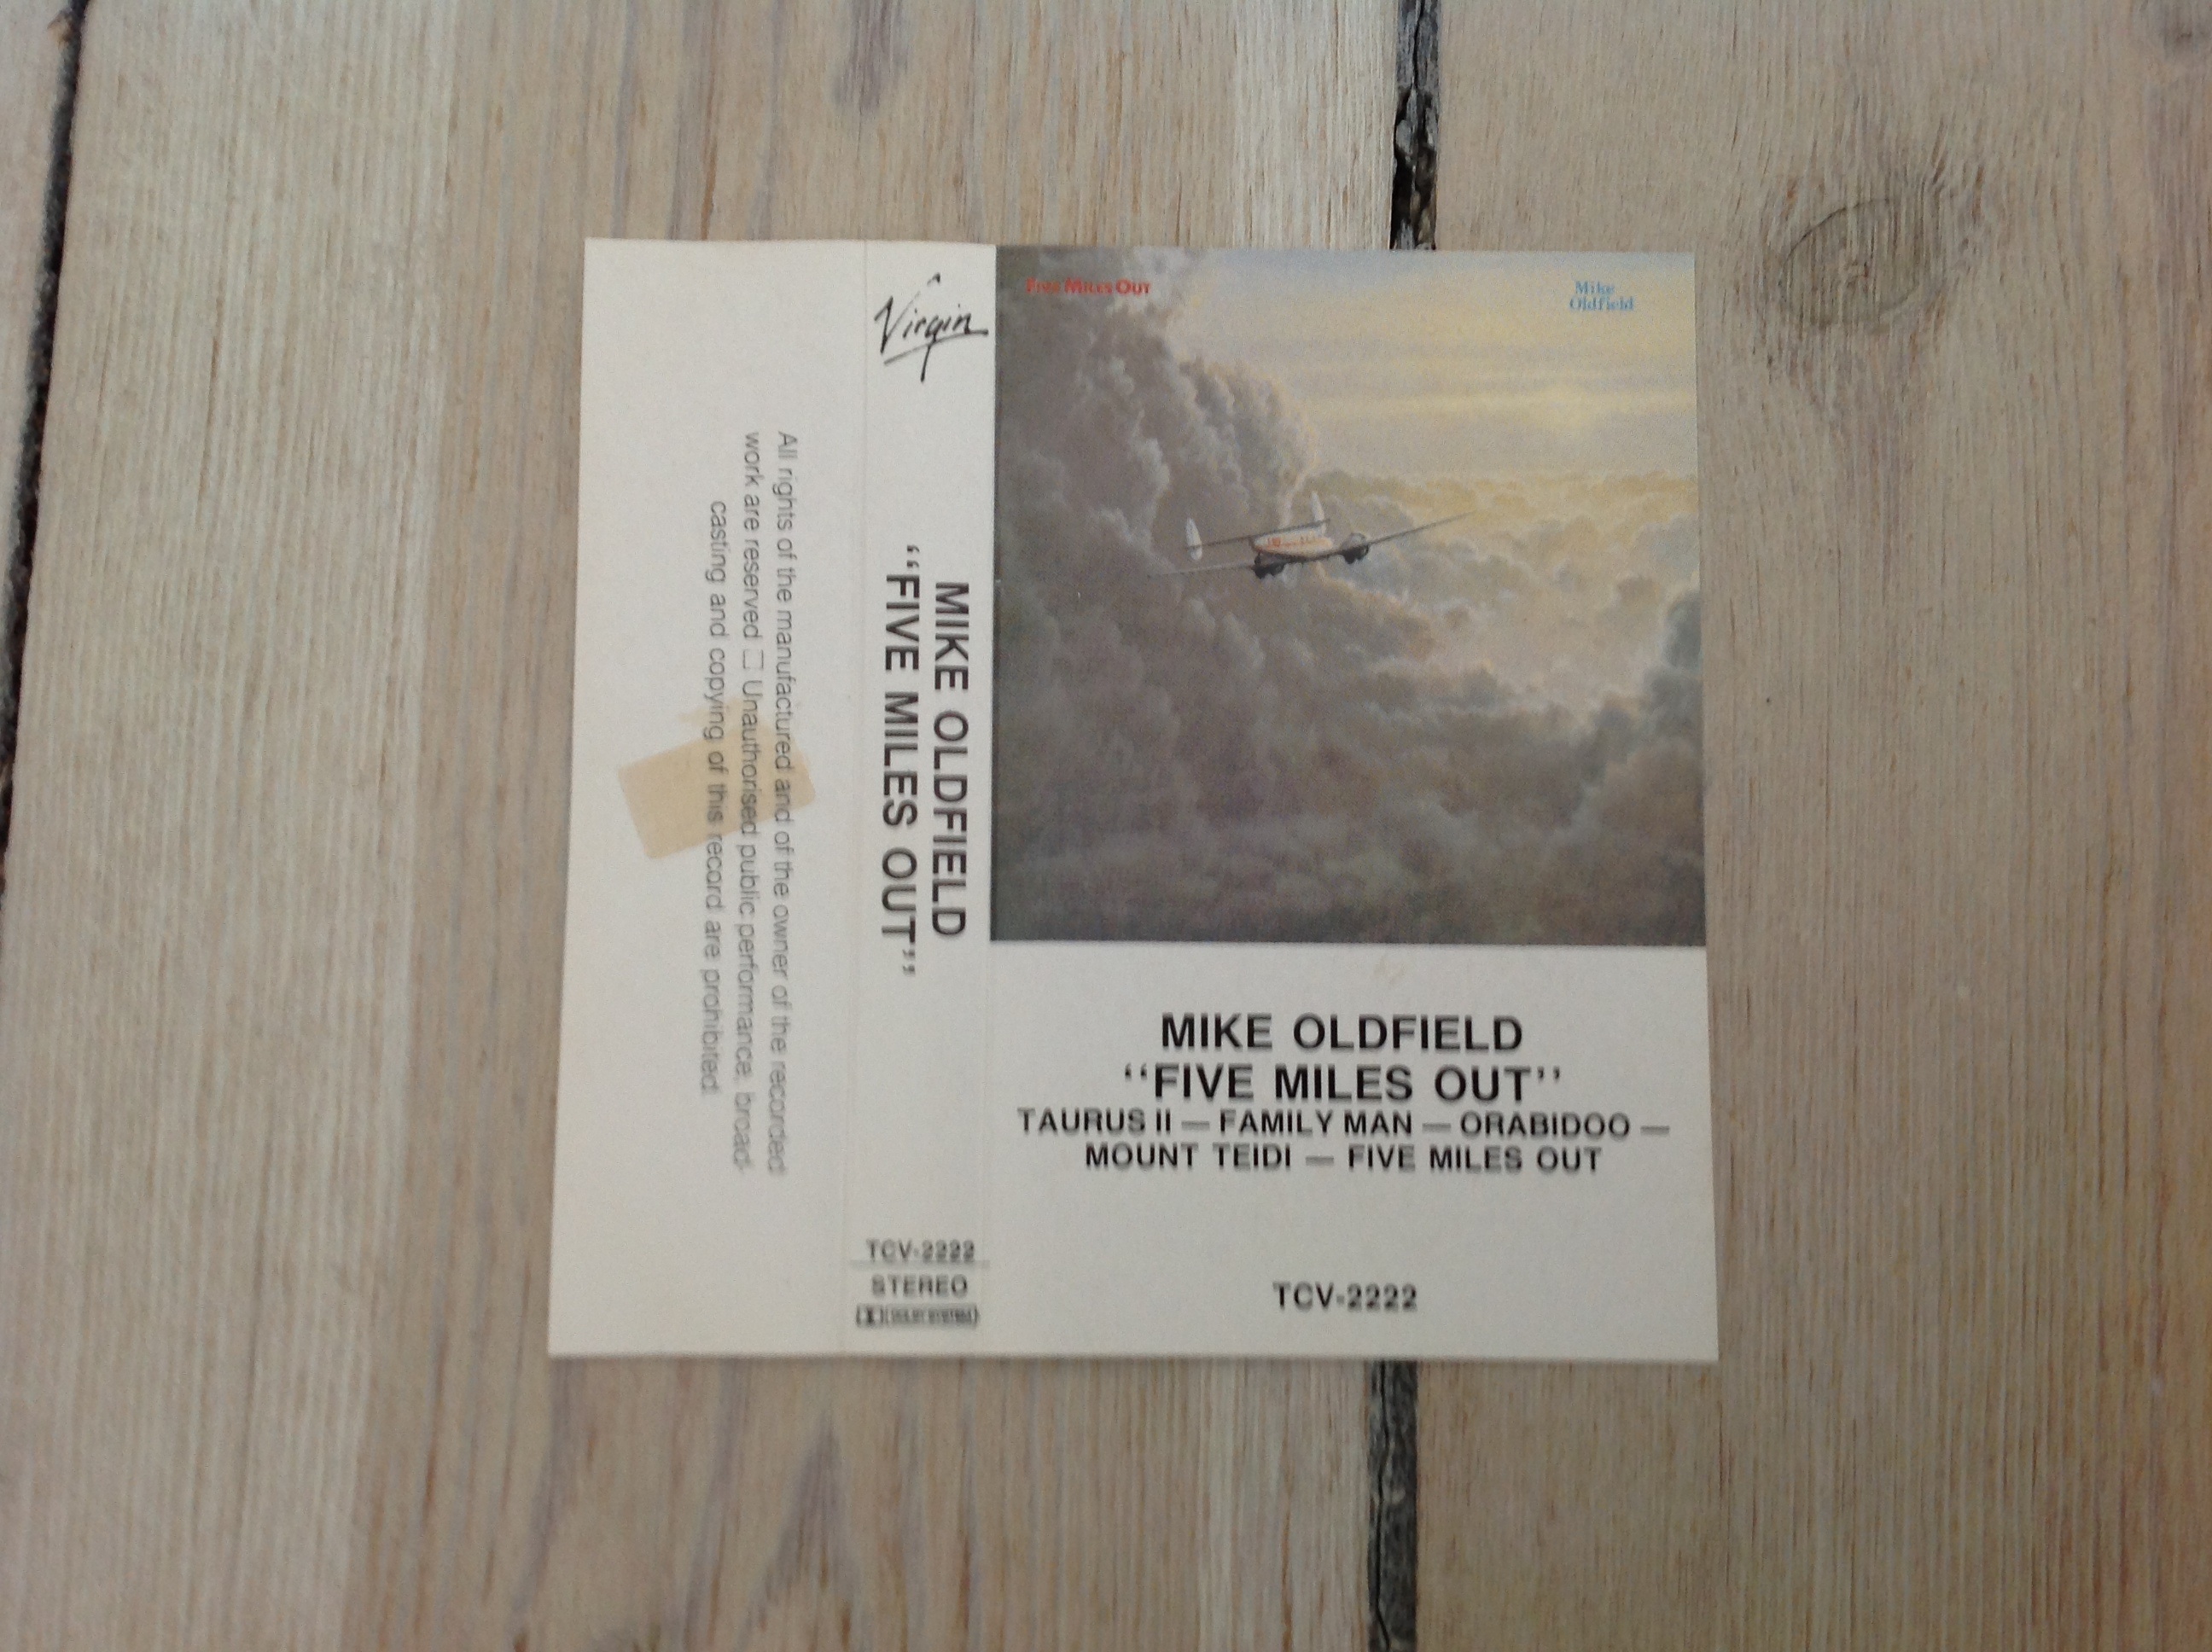 All rights of the manufactured and of the owner of the recorded
work are reserved □ Unauthorised public performance, broad-
casting and copying of this record are prohibited.
Virgin
MIKE OLDFIELD
“FIVE MILES OUT”
TCV-2222
STEREO
DOLBY SYSTEM
FIVE MILES OUT
Mike
Oldfield
MIKE OLDFIELD
“FIVE MILES OUT”
TAURUS II — FAMILY MAN — ORABIDOO —
MOUNT TEIDI — FIVE MILES OUT
TCV-2222